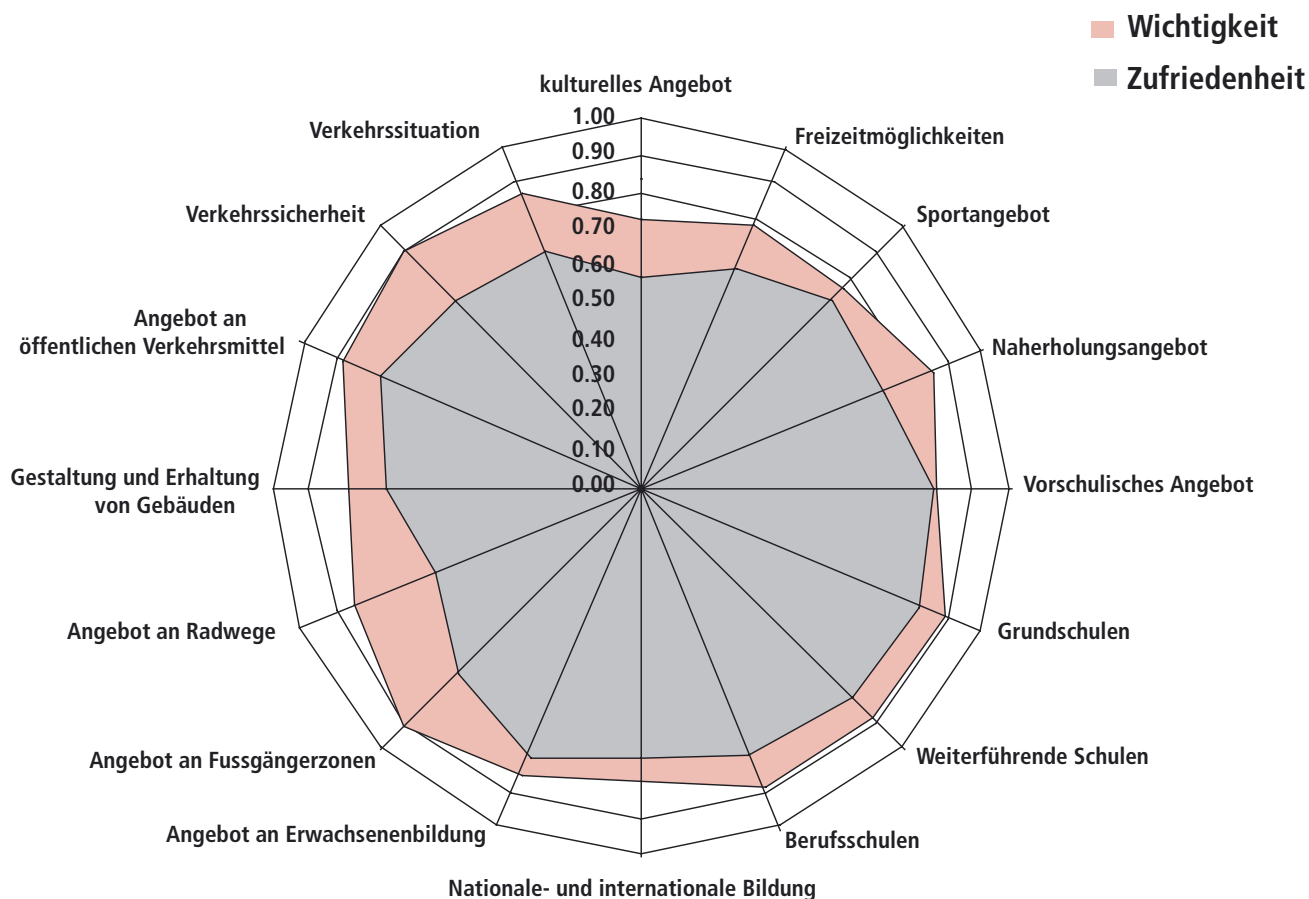 Wichtigkeit
Zufriedenheit
kulturelles Angebot
Freizeitmöglichkeiten
Sportangebot
Naherholungsangebot
Vorschulisches Angebot
Grundschulen
Weiterführende Schulen
Berufsschulen
Nationale- und internationale Bildung
Angebot an Erwachsenenbildung
Angebot an Fussgängerzonen
Angebot an Radwege
Gestaltung und Erhaltung
von Gebäuden
Angebot an
öffentlichen Verkehrsmittel
Verkehrssicherheit
Verkehrssituation
1.00
0.90
0.80
0.70
0.60
0.50
0.40
0.30
0.20
0.10
0.00